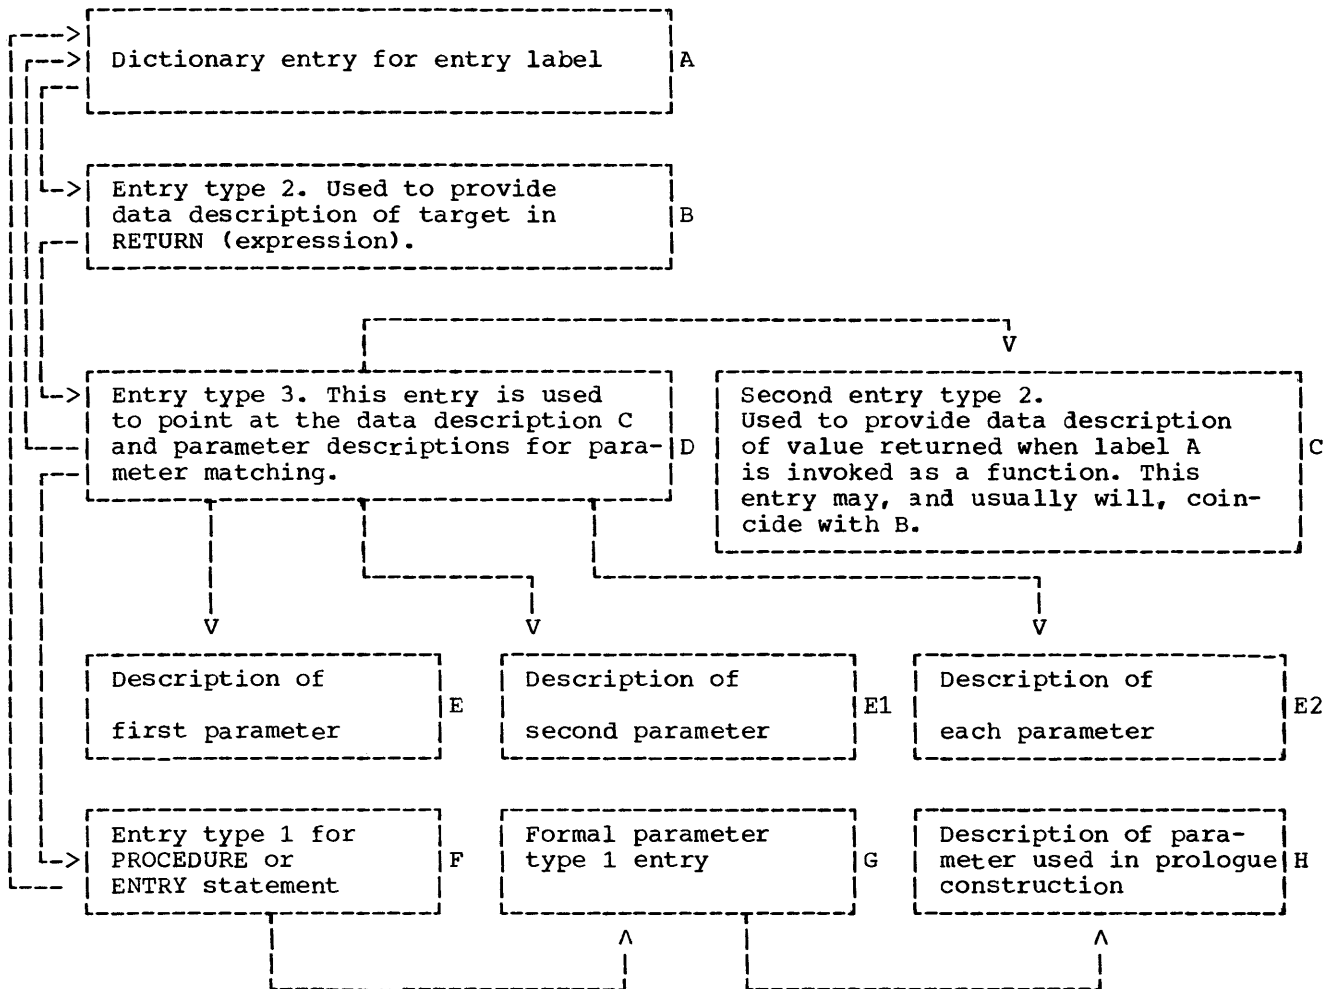 Dictionary entry for entry label
A
Entry type 2. Used to provide
data description of target in
RETURN (expression).
B
Entry type 3. This entry is used
to point at the data description C
and parameter descriptions for para-
meter matching.
D
Second entry type 2.
Used to provide data description
of value returned when label A
is invoked as a function. This
entry may, and usually will, coin-
cide with B.
C
Description of
first parameter
E
Description of
second parameter
E1
Description of
each parameter
E2
Entry type 1 for
PROCEDURE or
ENTRY statement
F
Formal parameter
type 1 entry
G
Description of para-
meter used in prologue
construction
H